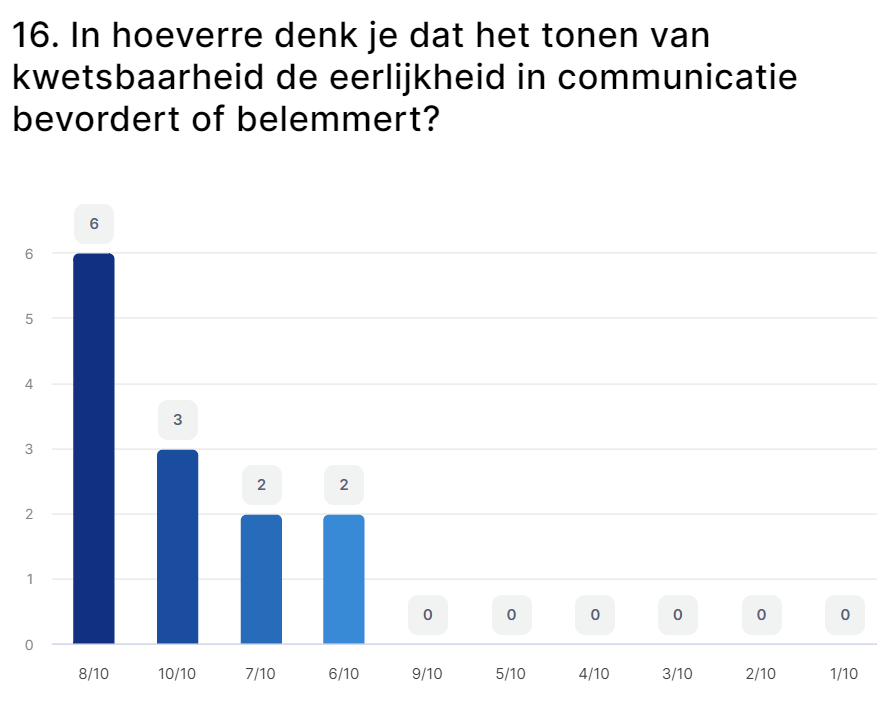 16. In hoeverre denk je dat het tonen van
kwetsbaarheid de eerlijkheid in communicatie
bevordert of belemmert?
6
6
5
4
3
3
2 2
2
1
0 0 0 0 0 0
0
8/10 10/10 7/10 6/10 9/10 5/10 4/10 3/10 2/10 1/10